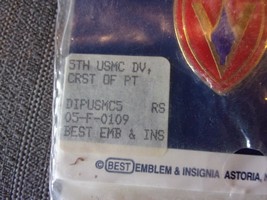 5TH USMC DV,
CRST OF PT
DIPUSMC5 RS
05-F-0109
BEST EMB & INS
© BEST EMBLEM & INSIGNIA ASTORIA, N